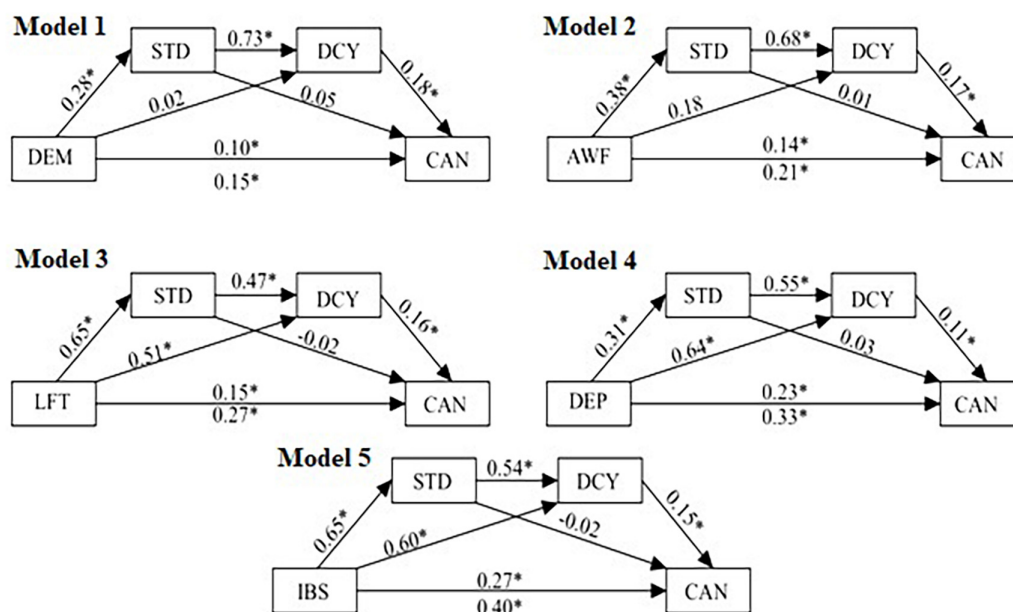 Model 1
STD
0.73*
DCY
0.28*
0.02
0.05
0.18*
DEM
0.10*
0.15*
CAN
Model 2
STD
0.68*
DCY
0.38*
0.18
0.01
0.17*
AWF
0.14*
0.21*
CAN
Model 3
STD
0.47*
DCY
0.65*
0.51*
-0.02
0.16*
LFT
0.15*
0.27*
CAN
Model 4
STD
0.55*
DCY
0.31*
0.64*
0.03
0.11*
DEP
0.23*
0.33*
CAN
Model 5
STD
0.54*
DCY
0.65*
0.60*
-0.02
0.15*
IBS
0.27*
0.40*
CAN